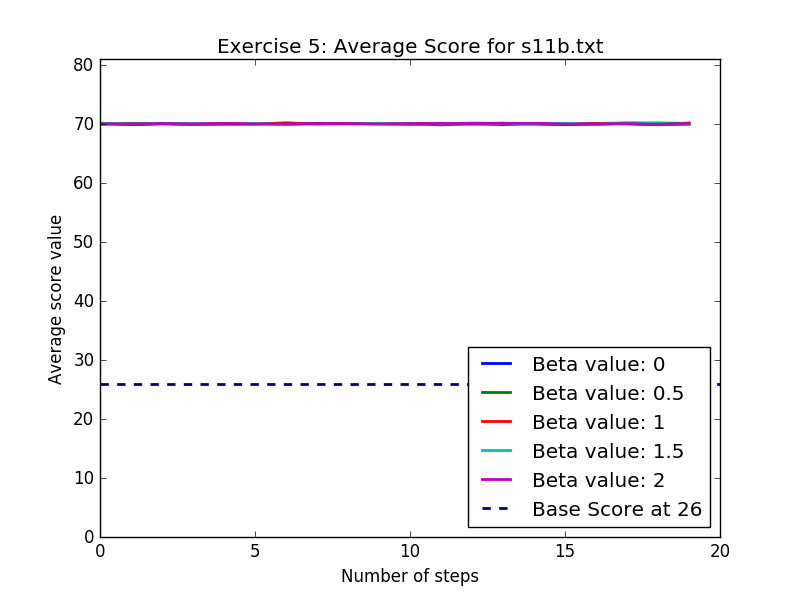 Exercise 5: Average Score for s11b.txt
80
70
60
50
40
30
20
10
0
Average score value
Beta value: 0
Beta value: 0.5
Beta value: 1
Beta value: 1.5
Beta value: 2
Base Score at 26
0 5 10 15 20
Number of steps